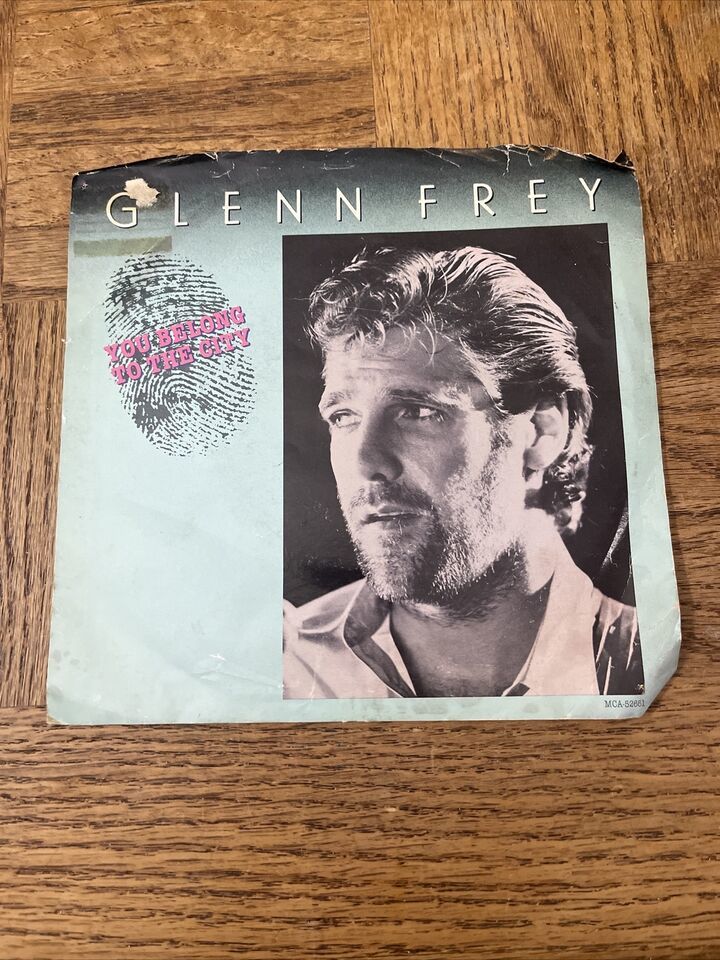 GLENN FREY
YOU BELONG
TO THE CITY
MCA-52651